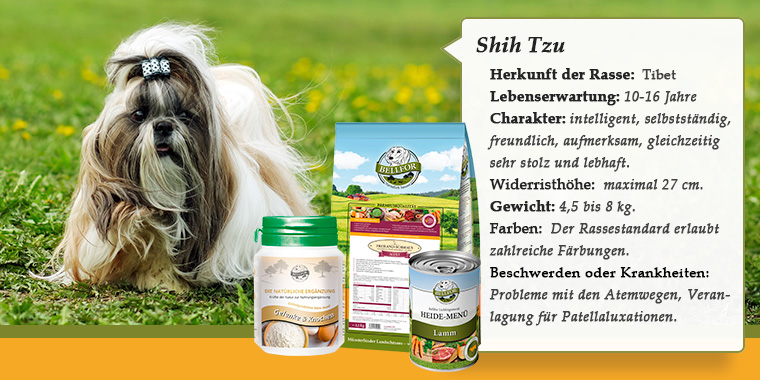 Shih Tzu
Herkunft der Rasse: Tibet
Lebenserwartung: 10-16 Jahre
Charakter: intelligent, selbstständig,
freundlich, aufmerksam, gleichzeitig
sehr stolz und lebhaft.
Widerristhöhe: maximal 27 cm.
Gewicht: 4,5 bis 8 kg.
Farben: Der Rassestandard erlaubt
zahlreiche Färbungen.
Beschwerden oder Krankheiten:
Probleme mit den Atemwegen, Veran-
lagung für Patellaluxationen.
BELLFOR
DIE NATÜRLICHE ERGÄNZUNG
Gelenke & Knochen
HEIDE-MENÜ
Lamm